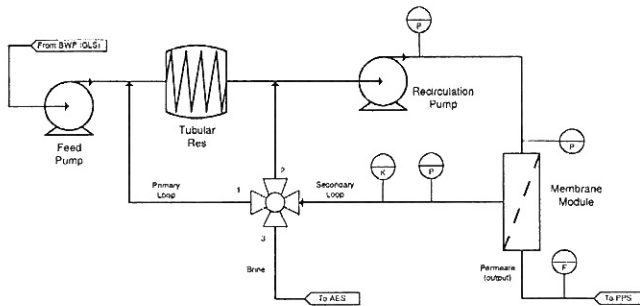 From BWP (GLS)
P
Feed
Pump
Tubular
Res
Recirculation
Pump
P
Primary
Loop
1
2
Secondary
Loop
K
P
Membrane
Module
3
Brine
Permeate
(output)
F
To AES
To PPS